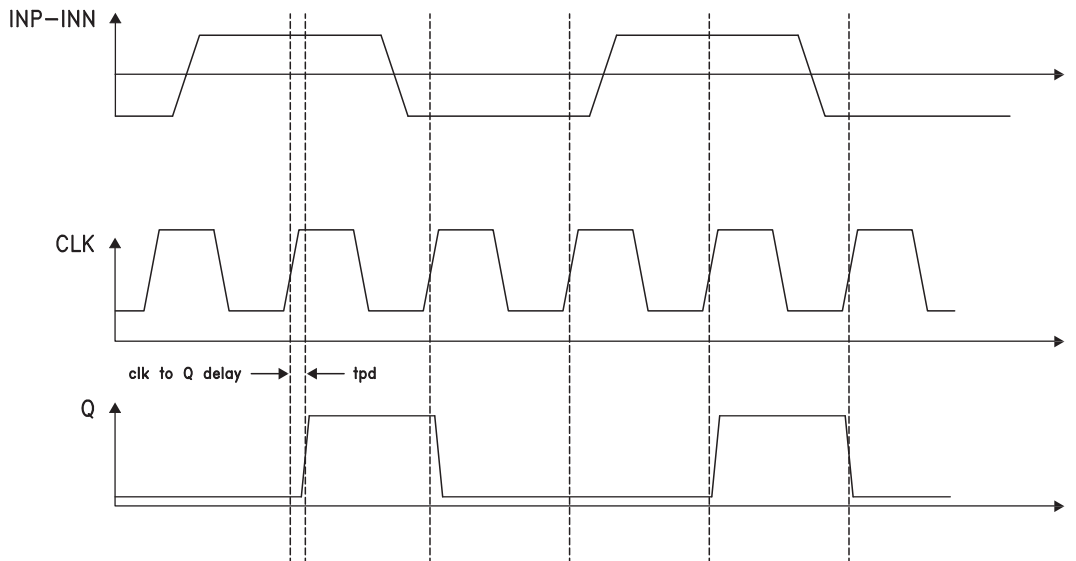 INP-INN
CLK
clk to Q delay
tpd
Q